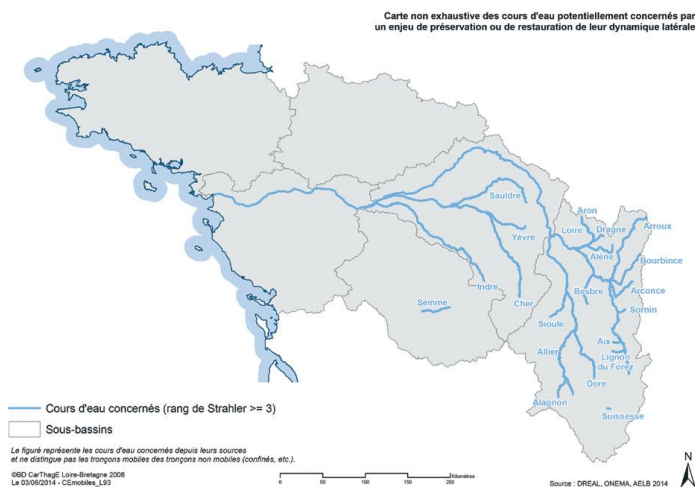 Carte non exhaustive des cours d'eau potentiellement concernés par
un enjeu de préservation ou de restauration de leur dynamique latérale
Sauldre
Aron
Loire
Dragne
Arroux
Yèvre
Alène
Bourbince
Indre
Cher
Besbre
Arconce
Semme
Sornin
Sioule
Aix
Allier
Lignon
du Forez
Dore
Alagnon
Suissesse
Cours d'eau concernés (rang de Strahler >= 3)
Sous-bassins
Le figuré représente les cours d'eau concernés depuis leurs sources
et ne distingue pas les tronçons mobiles des tronçons non mobiles (confinés, etc.).
©BD CarThagE Loire-Bretagne 2008
Le 03/06/2014 - CEmobiles_L93
0 50 100 150 200 Kilomètres
Source : DREAL, ONEMA, AELB 2014
N